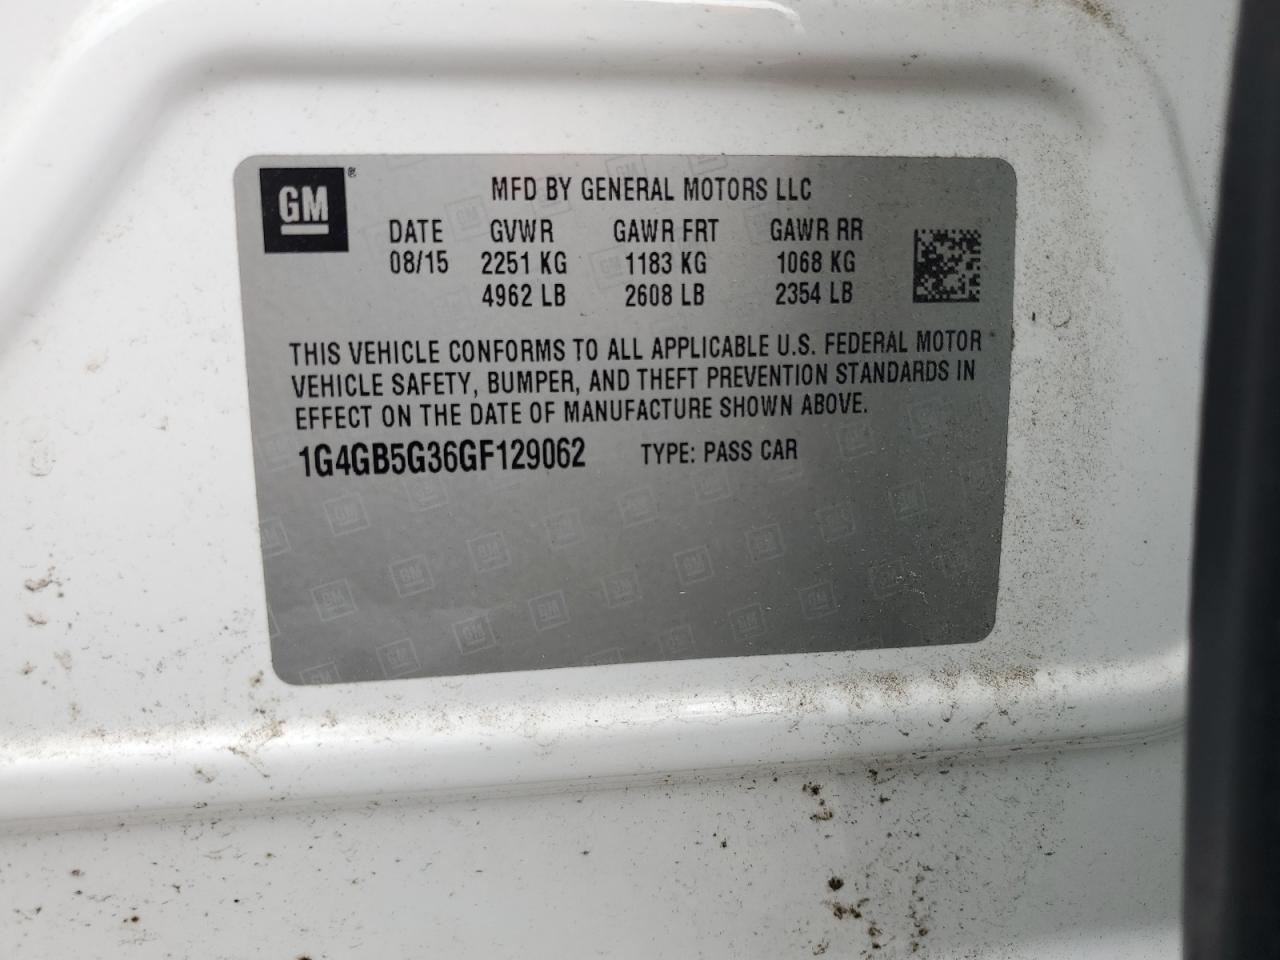 GM®
MFD BY GENERAL MOTORS LLC
DATE GVWR GAWR FRT GAWR RR
08/15 2251 KG 1183 KG 1068 KG
4962 LB 2608 LB 2354 LB
THIS VEHICLE CONFORMS TO ALL APPLICABLE U.S. FEDERAL MOTOR
VEHICLE SAFETY, BUMPER, AND THEFT PREVENTION STANDARDS IN
EFFECT ON THE DATE OF MANUFACTURE SHOWN ABOVE.
1G4GB5G36GF129062 TYPE: PASS CAR